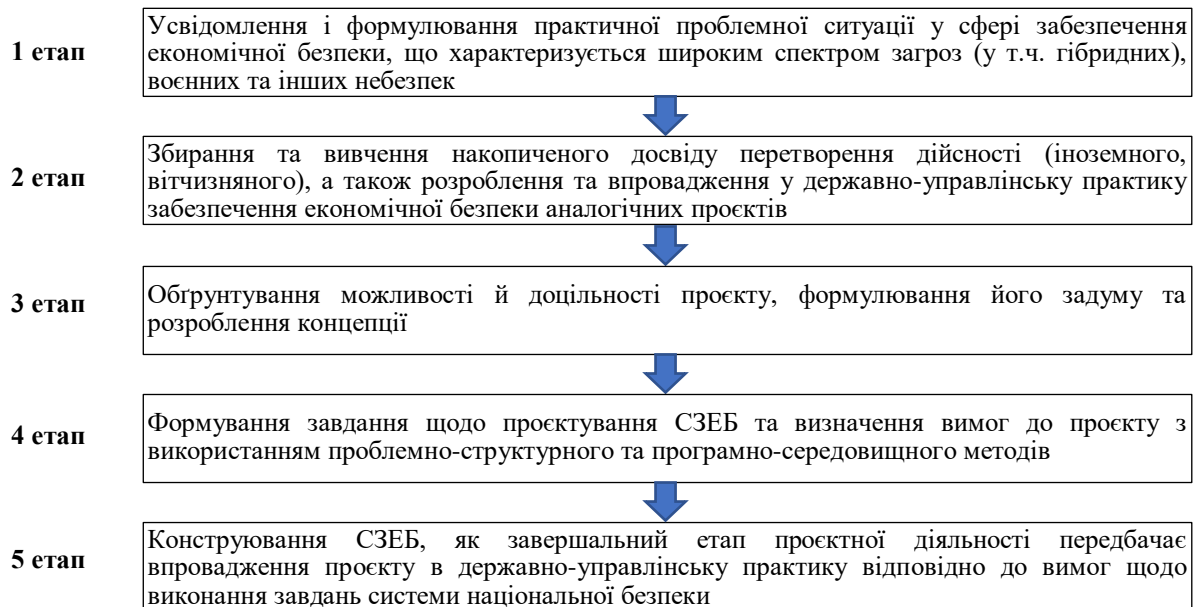 1 етап
Усвідомлення і формулювання практичної проблемної ситуації у сфері забезпечення
економічної безпеки, що характеризується широким спектром загроз (у т.ч. гібридних),
воєнних та інших небезпек
2 етап
Збирання та вивчення накопиченого досвіду перетворення дійсності (іноземного,
вітчизняного), а також розроблення та впровадження у державно-управлінську практику
забезпечення економічної безпеки аналогічних проєктів
3 етап
Обґрунтування можливості й доцільності проєкту, формулювання його задуму та
розроблення концепції
4 етап
Формування завдання щодо проєктування СЗЕБ та визначення вимог до проєкту з
використанням проблемно-структурного та програмно-середовищного методів
5 етап
Конструювання СЗЕБ, як завершальний етап проєктної діяльності передбачає
впровадження проєкту в державно-управлінську практику відповідно до вимог щодо
виконання завдань системи національної безпеки